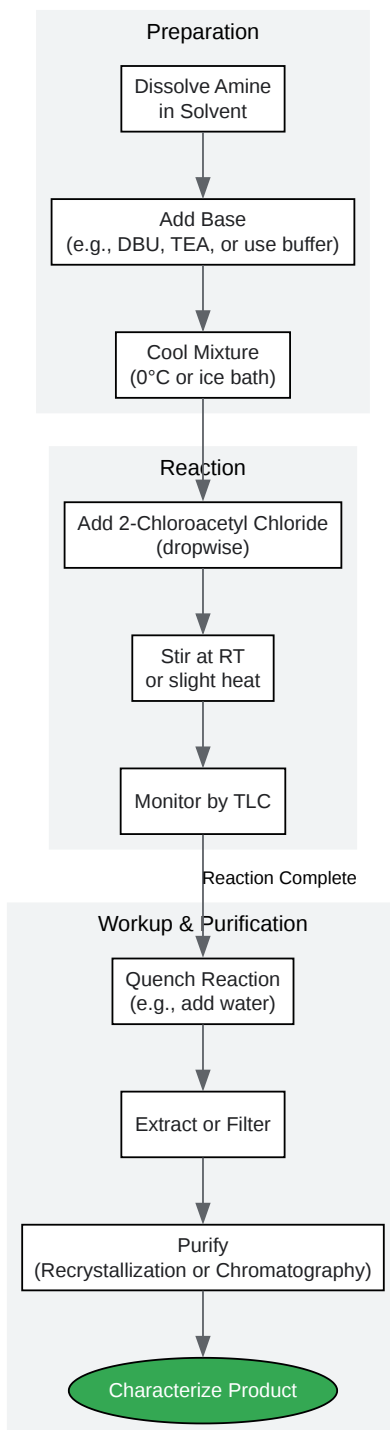 Preparation
Dissolve Amine
in Solvent
Add Base
(e.g., DBU, TEA, or use buffer)
Cool Mixture
(0°C or ice bath)
Reaction
Add 2-Chloroacetyl Chloride
(dropwise)
Stir at RT
or slight heat
Monitor by TLC
Reaction Complete
Workup & Purification
Quench Reaction
(e.g., add water)
Extract or Filter
Purify
(Recrystallization or Chromatography)
Characterize Product